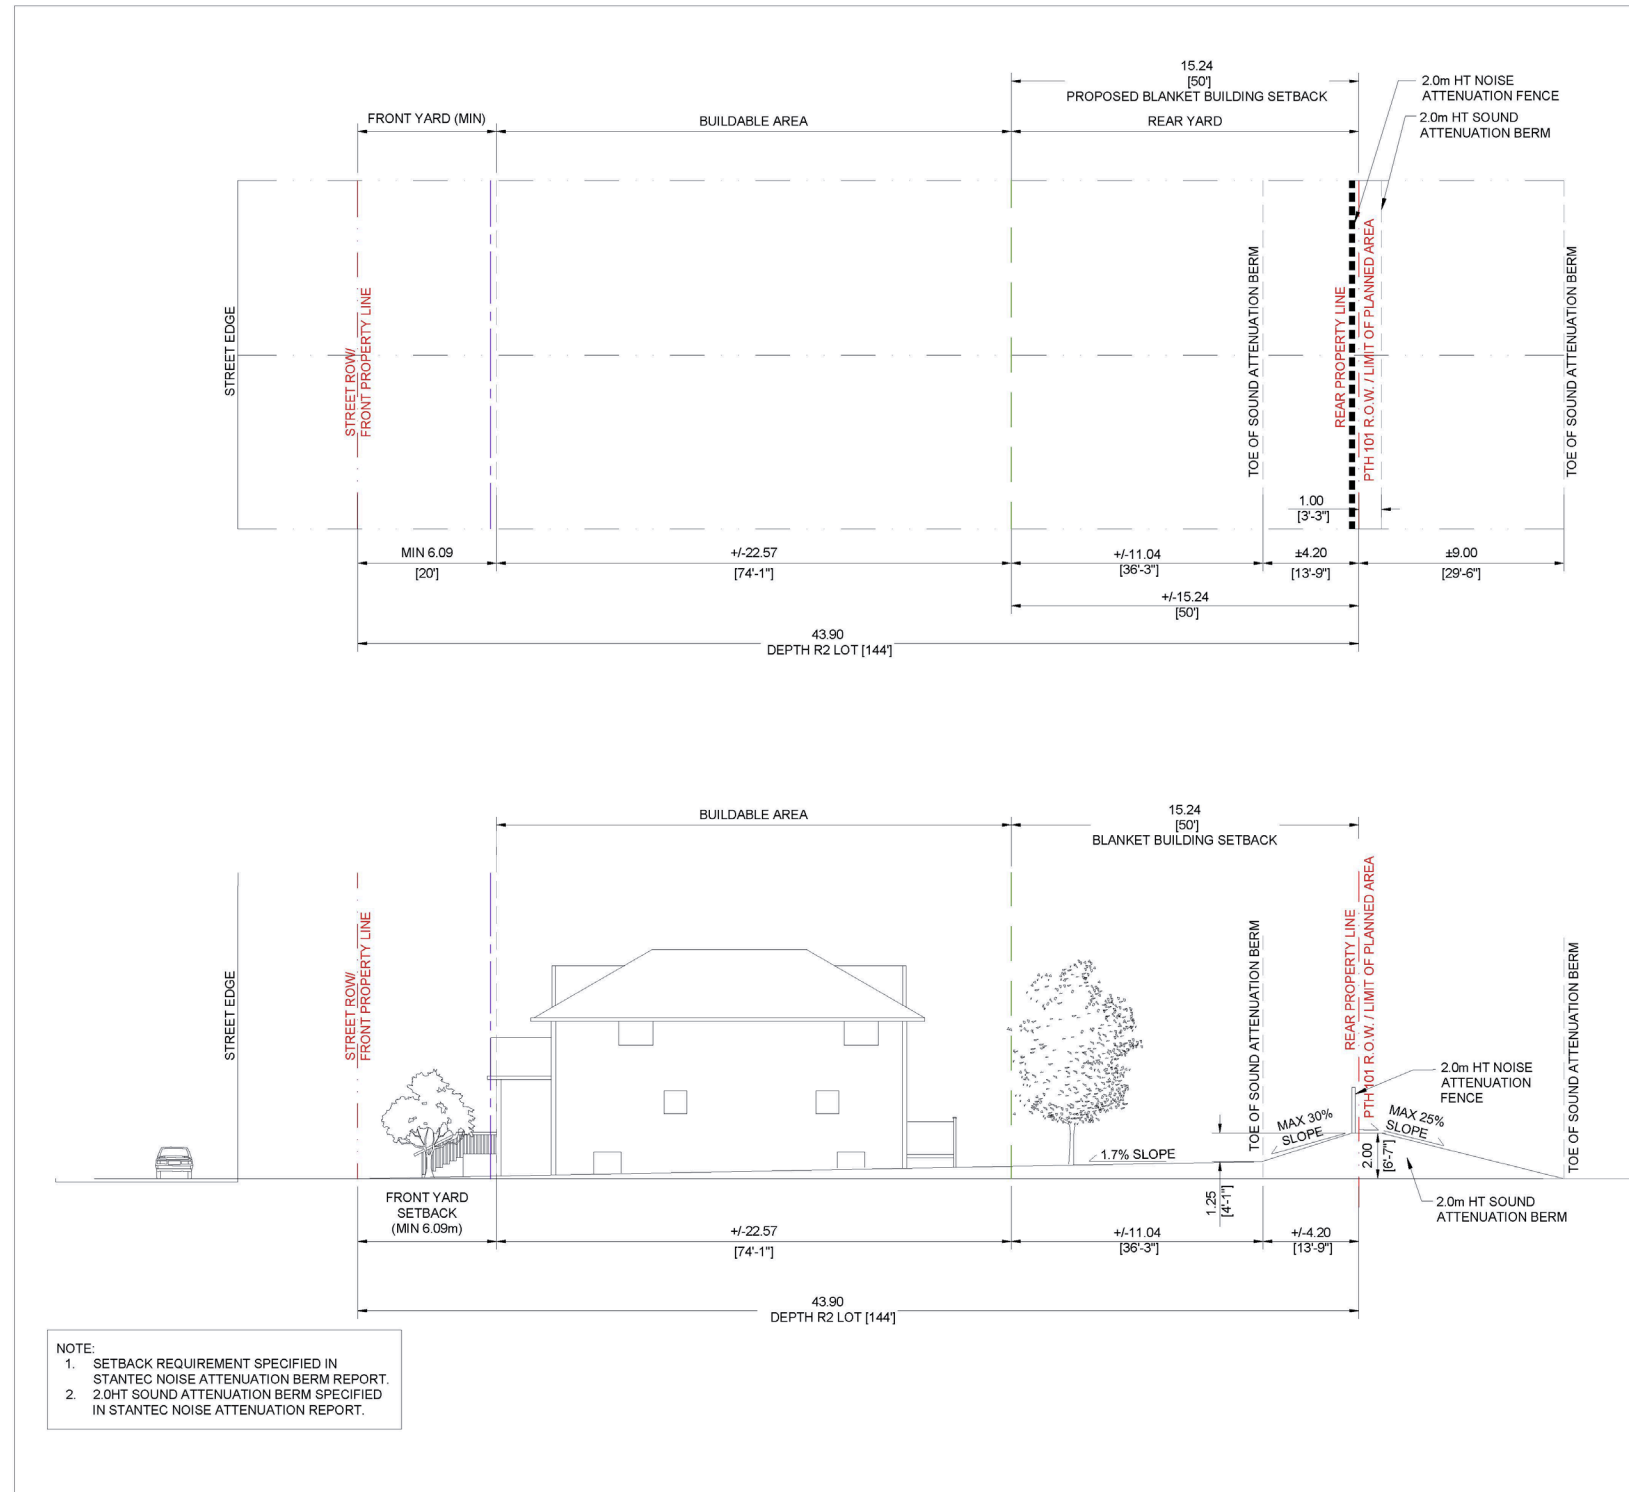 15.24
[50']
PROPOSED BLANKET BUILDING SETBACK
2.0m HT NOISE
ATTENUATION FENCE
2.0m HT SOUND
ATTENUATION BERM
FRONT YARD (MIN)
BUILDABLE AREA
REAR YARD
STREET EDGE
STREET ROW/
FRONT PROPERTY LINE
TOE OF SOUND ATTENUATION BERM
REAR PROPERTY LINE
PTH 101 R.O.W. / LIMIT OF PLANNED AREA
TOE OF SOUND ATTENUATION BERM
1.00
[3'-3"]
MIN 6.09
[20']
+/-22.57
[74'-1"]
+/-11.04
[36'-3"]
±4.20
[13'-9"]
±9.00
[29'-6"]
+/-15.24
[50']
43.90
DEPTH R2 LOT [144']
BUILDABLE AREA
15.24
[50']
BLANKET BUILDING SETBACK
STREET EDGE
STREET ROW/
FRONT PROPERTY LINE
TOE OF SOUND ATTENUATION BERM
REAR PROPERTY LINE
PTH 101 R.O.W. / LIMIT OF PLANNED AREA
TOE OF SOUND ATTENUATION BERM
2.0m HT NOISE
ATTENUATION
FENCE
MAX 30%
SLOPE
MAX 25%
SLOPE
1.7% SLOPE
2.00
[6'-7"]
1.25
[4'-1"]
2.0m HT SOUND
ATTENUATION BERM
FRONT YARD
SETBACK
(MIN 6.09m)
+/-22.57
[74'-1"]
+/-11.04
[36'-3"]
+/-4.20
[13'-9"]
43.90
DEPTH R2 LOT [144']
NOTE:
1. SETBACK REQUIREMENT SPECIFIED IN
STANTEC NOISE ATTENUATION BERM REPORT.
2. 2.0HT SOUND ATTENUATION BERM SPECIFIED
IN STANTEC NOISE ATTENUATION REPORT.